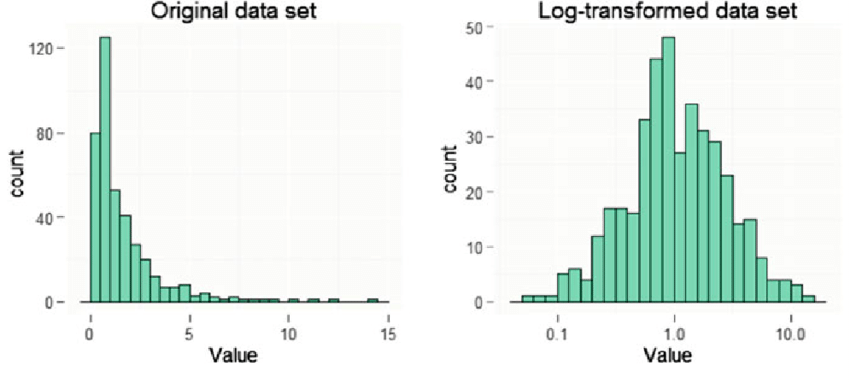 Original data set
count
120
80
40
0
0 5 10 15
Value
Log-transformed data set
count
50
40
30
20
10
0
0.1 1.0 10.0
Value